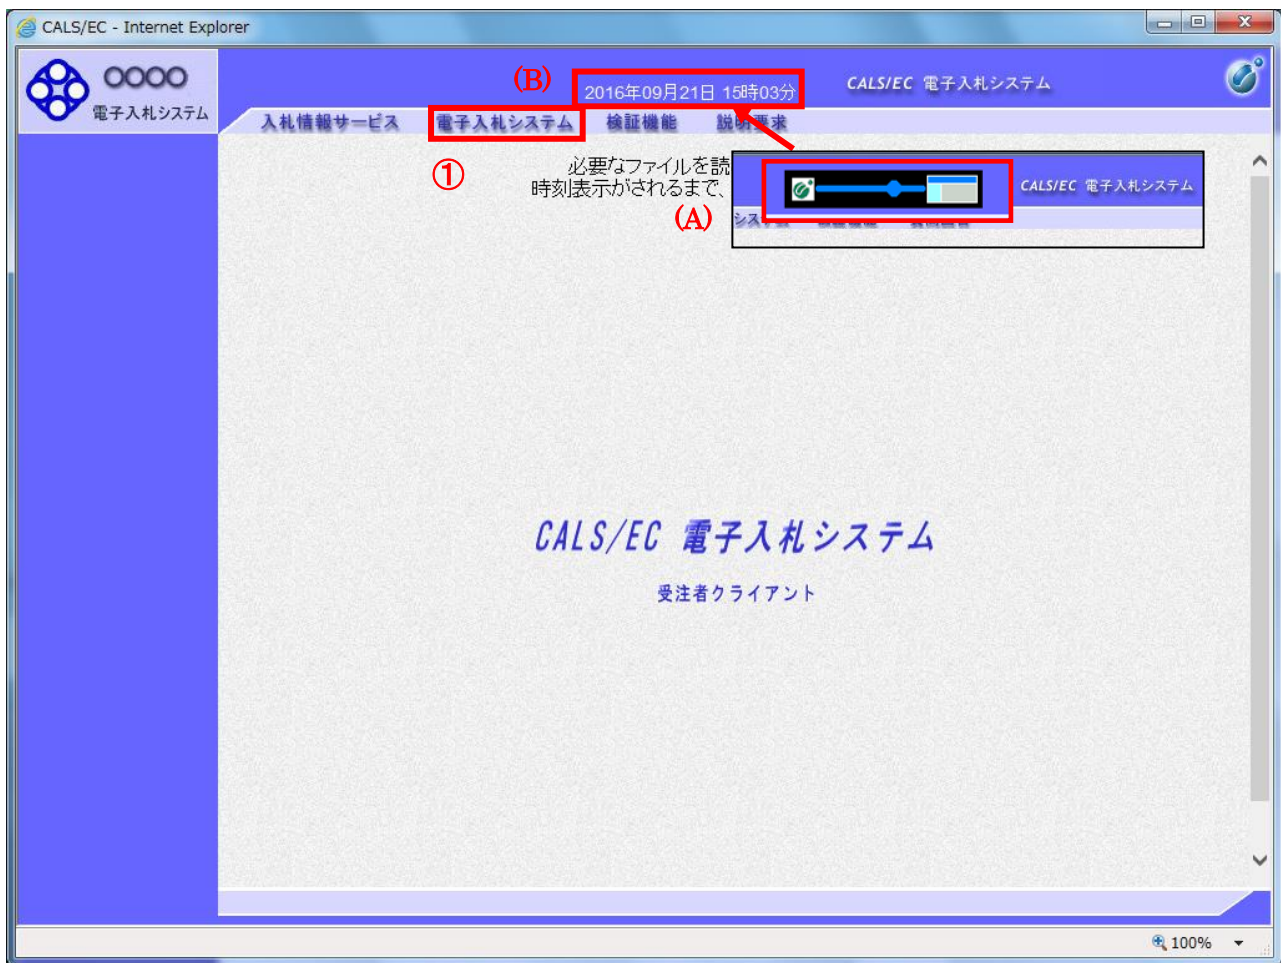 CALS/EC - Internet Explorer
○○○○
電子入札システム
(B)
2016年09月21日 15時03分
CALS/EC 電子入札システム
入札情報サービス 電子入札システム 検証機能 説明要求
①
必要なファイルを読
時刻表示がされるまで、
(A)
CALS/EC 電子入札システム
CALS/EC 電子入札システム
受注者クライアント
100%